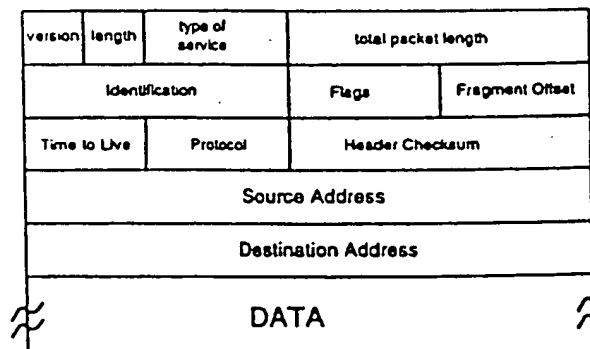 version length type of service total packet length
Identification Flags Fragment Offset
Time to Live Protocol Header Checksum
Source Address
Destination Address
DATA